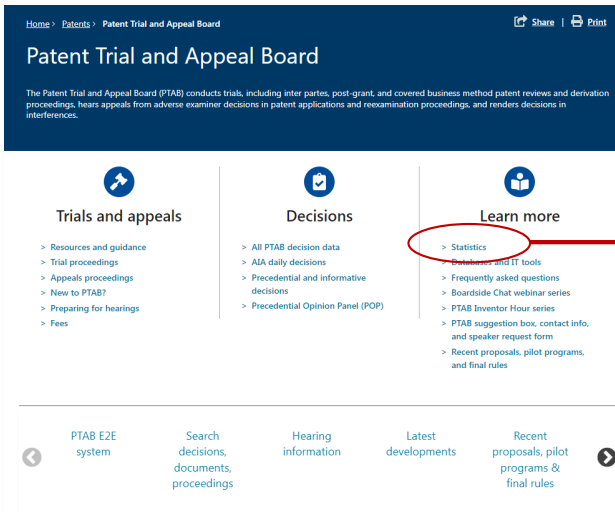 Home > Patents > Patent Trial and Appeal Board
Share | Print
Patent Trial and Appeal Board
The Patent Trial and Appeal Board (PTAB) conducts trials, including inter partes, post-grant, and covered business method patent reviews and derivation
proceedings, hears appeals from adverse examiner decisions in patent applications and reexamination proceedings, and renders decisions in
interferences.
Trials and appeals
> Resources and guidance
> Trial proceedings
> Appeals proceedings
> New to PTAB?
> Preparing for hearings
> Fees
Decisions
> All PTAB decision data
> AIA daily decisions
> Precedential and informative
decisions
> Precedential Opinion Panel (POP)
Learn more
> Statistics
> Databases and IT tools
> Frequently asked questions
> Boardside Chat webinar series
> PTAB Inventor Hour series
> PTAB suggestion box, contact info,
and speaker request form
> Recent proposals, pilot programs,
and final rules
PTAB E2E
system
Search
decisions,
documents,
proceedings
Hearing
information
Latest
developments
Recent
proposals, pilot
programs &
final rules